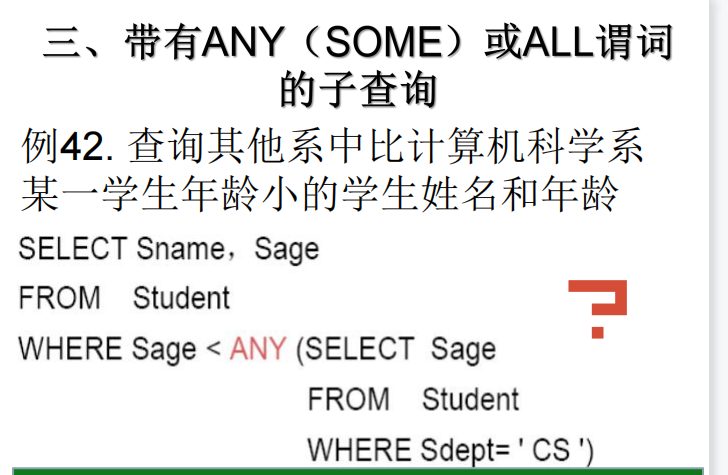 三、带有ANY（SOME）或ALL谓词
的子查询
例42. 查询其他系中比计算机科学系
某一学生年龄小的学生姓名和年龄
SELECT Sname，Sage
FROM Student
WHERE Sage < ANY (SELECT Sage
FROM Student
WHERE Sdept= ' CS ')
?